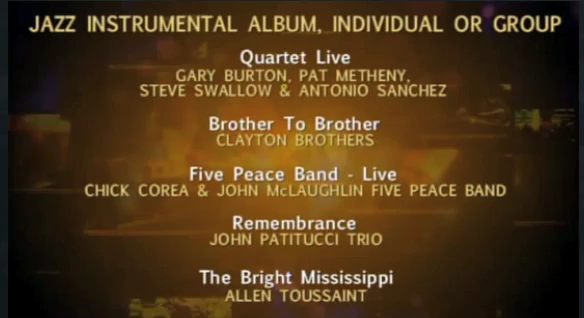 JAZZ INSTRUMENTAL ALBUM, INDIVIDUAL OR GROUP
Quartet Live
GARY BURTON, PAT METHENY,
STEVE SWALLOW & ANTONIO SANCHEZ
Brother To Brother
CLAYTON BROTHERS
Five Peace Band - Live
CHICK COREA & JOHN McLAUGHLIN FIVE PEACE BAND
Remembrance
JOHN PATITUCCI TRIO
The Bright Mississippi
ALLEN TOUSSAINT